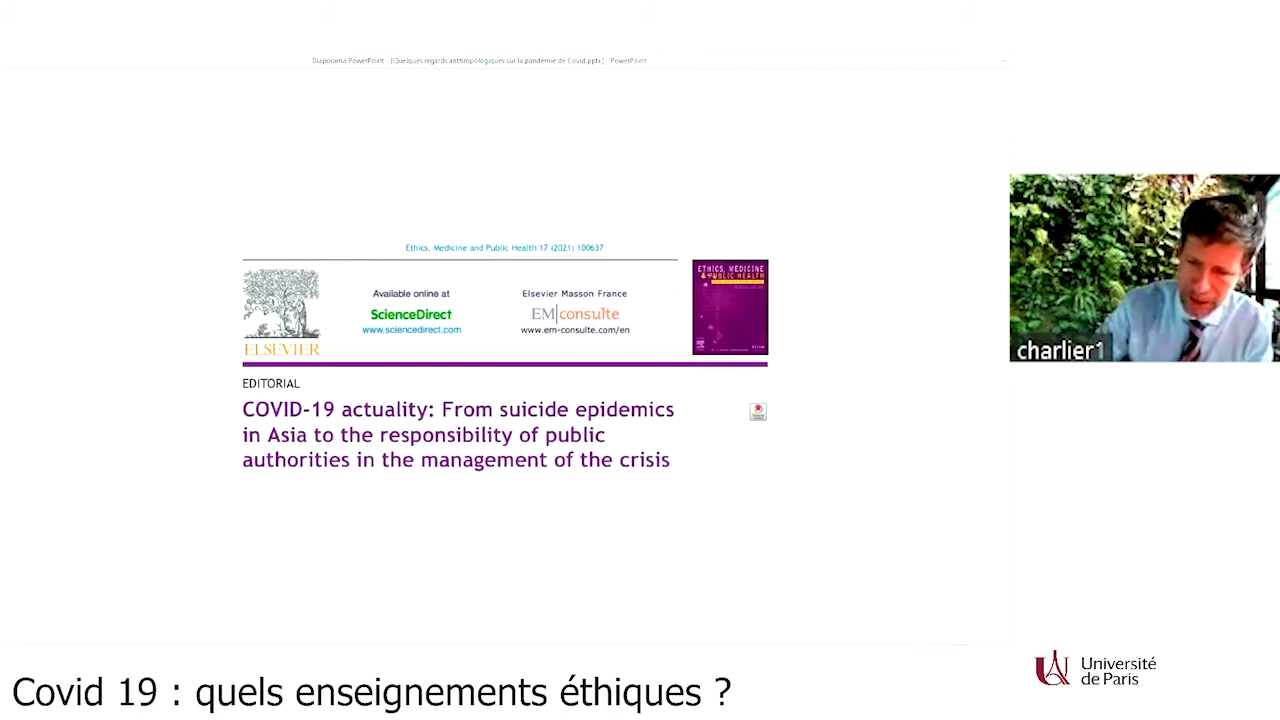 Diaporama PowerPoint - [Quelques regards anthropologiques sur la pandémie de Covid.pptx] - PowerPoint
Ethics, Medicine and Public Health 17 (2021) 100637
Available online at
ScienceDirect
www.sciencedirect.com
Elsevier Masson France
EM|consulte
www.em-consulte.com/en
ETHICS, MEDICINE
& PUBLIC HEALTH
ELSEVIER
EDITORIAL
COVID-19 actuality: From suicide epidemics
in Asia to the responsibility of public
authorities in the management of the crisis
charlier1
Covid 19 : quels enseignements éthiques ?
Université
de Paris